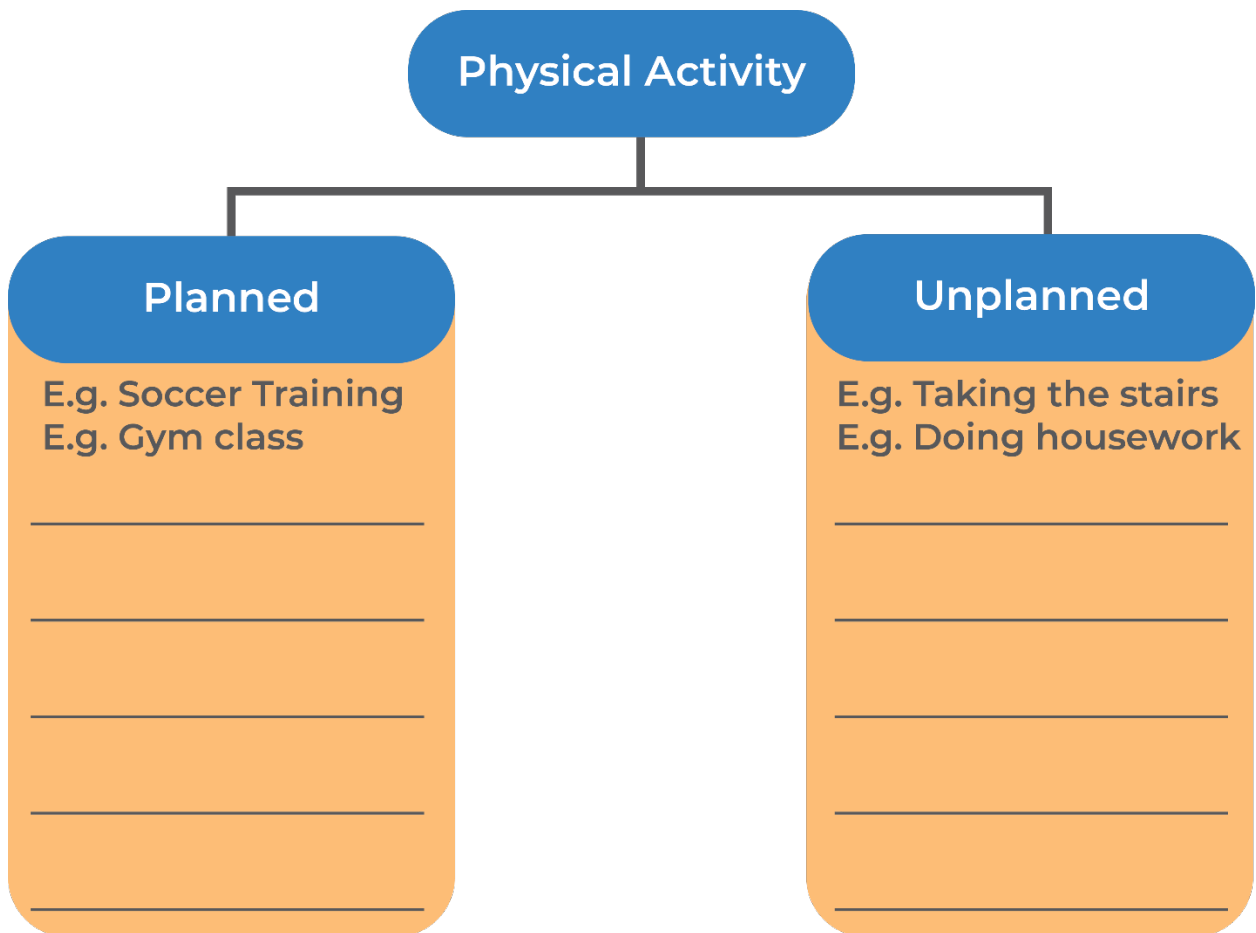 Physical Activity
Planned
E.g. Soccer Training
E.g. Gym class
Unplanned
E.g. Taking the stairs
E.g. Doing housework